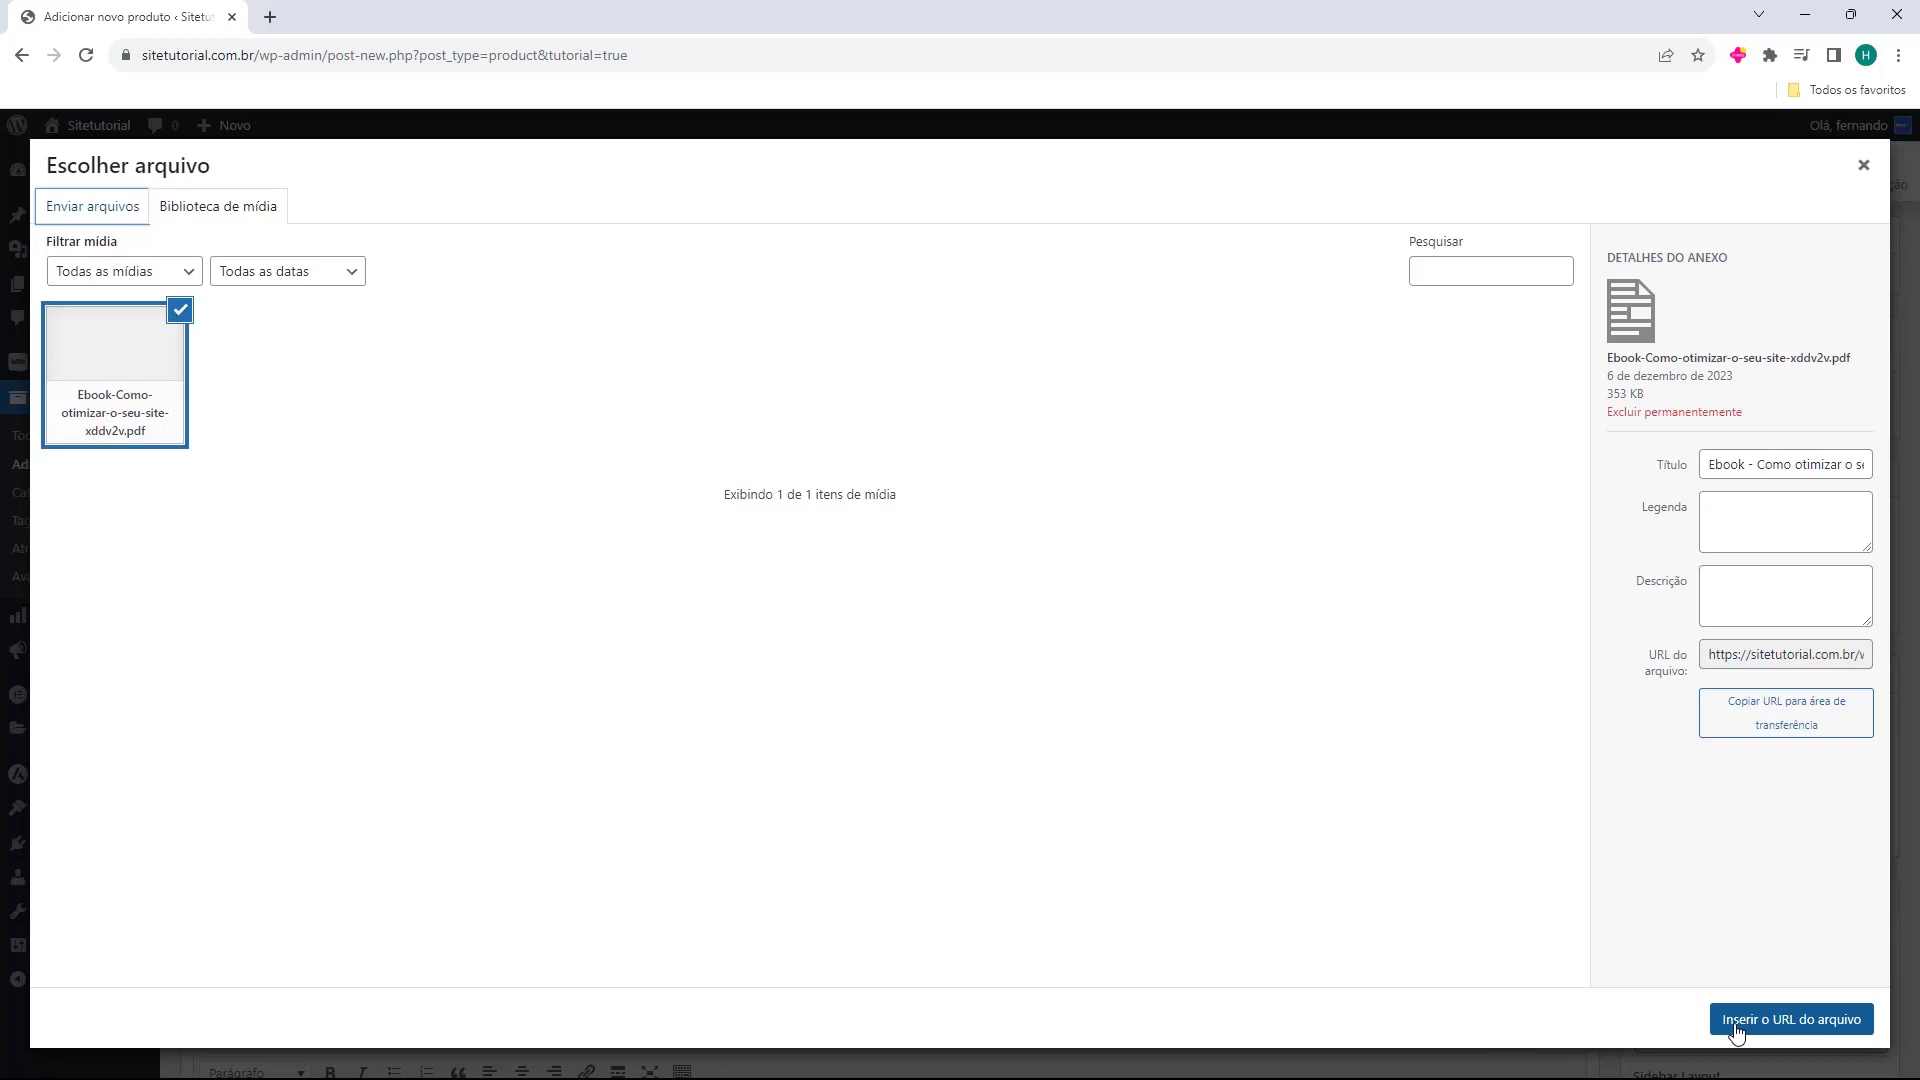 Adicionar novo produto ‹ Sitetut
sitetutorial.com.br/wp-admin/post-new.php?post_type=product&tutorial=true
H
Todos os favoritos
Sitetutorial 0 Novo
Olá, fernando
Escolher arquivo
Enviar arquivos
Biblioteca de mídia
Filtrar mídia
Todas as mídias
Todas as datas
Pesquisar
Ebook-Como-
otimizar-o-seu-site-
xddv2v.pdf
Exibindo 1 de 1 itens de mídia
DETALHES DO ANEXO
Ebook-Como-otimizar-o-seu-site-xddv2v.pdf
6 de dezembro de 2023
353 KB
Excluir permanentemente
Título
Ebook - Como otimizar o se
Legenda
Descrição
URL do
arquivo:
https://sitetutorial.com.br/v
Copiar URL para área de
transferência
Inserir o URL do arquivo
Parágrafo
Sidebar Layout